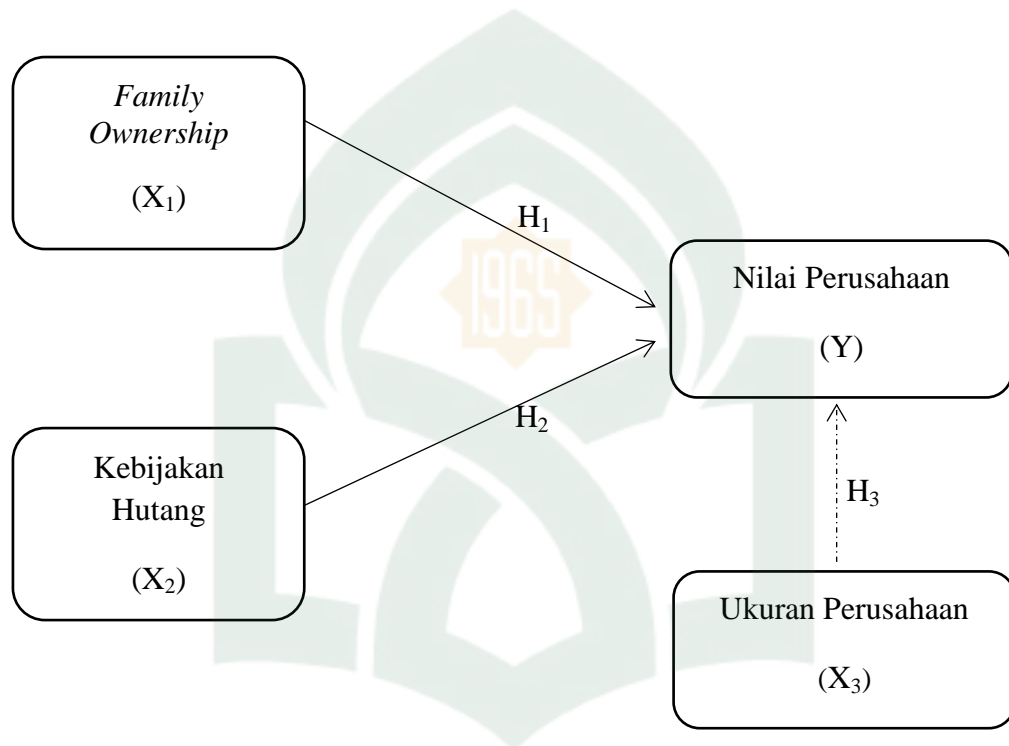 Family
Ownership
(X₁)
H₁
Nilai Perusahaan
(Y)
1965
H₂
Kebijakan
Hutang
(X₂)
H₃
Ukuran Perusahaan
(X₃)